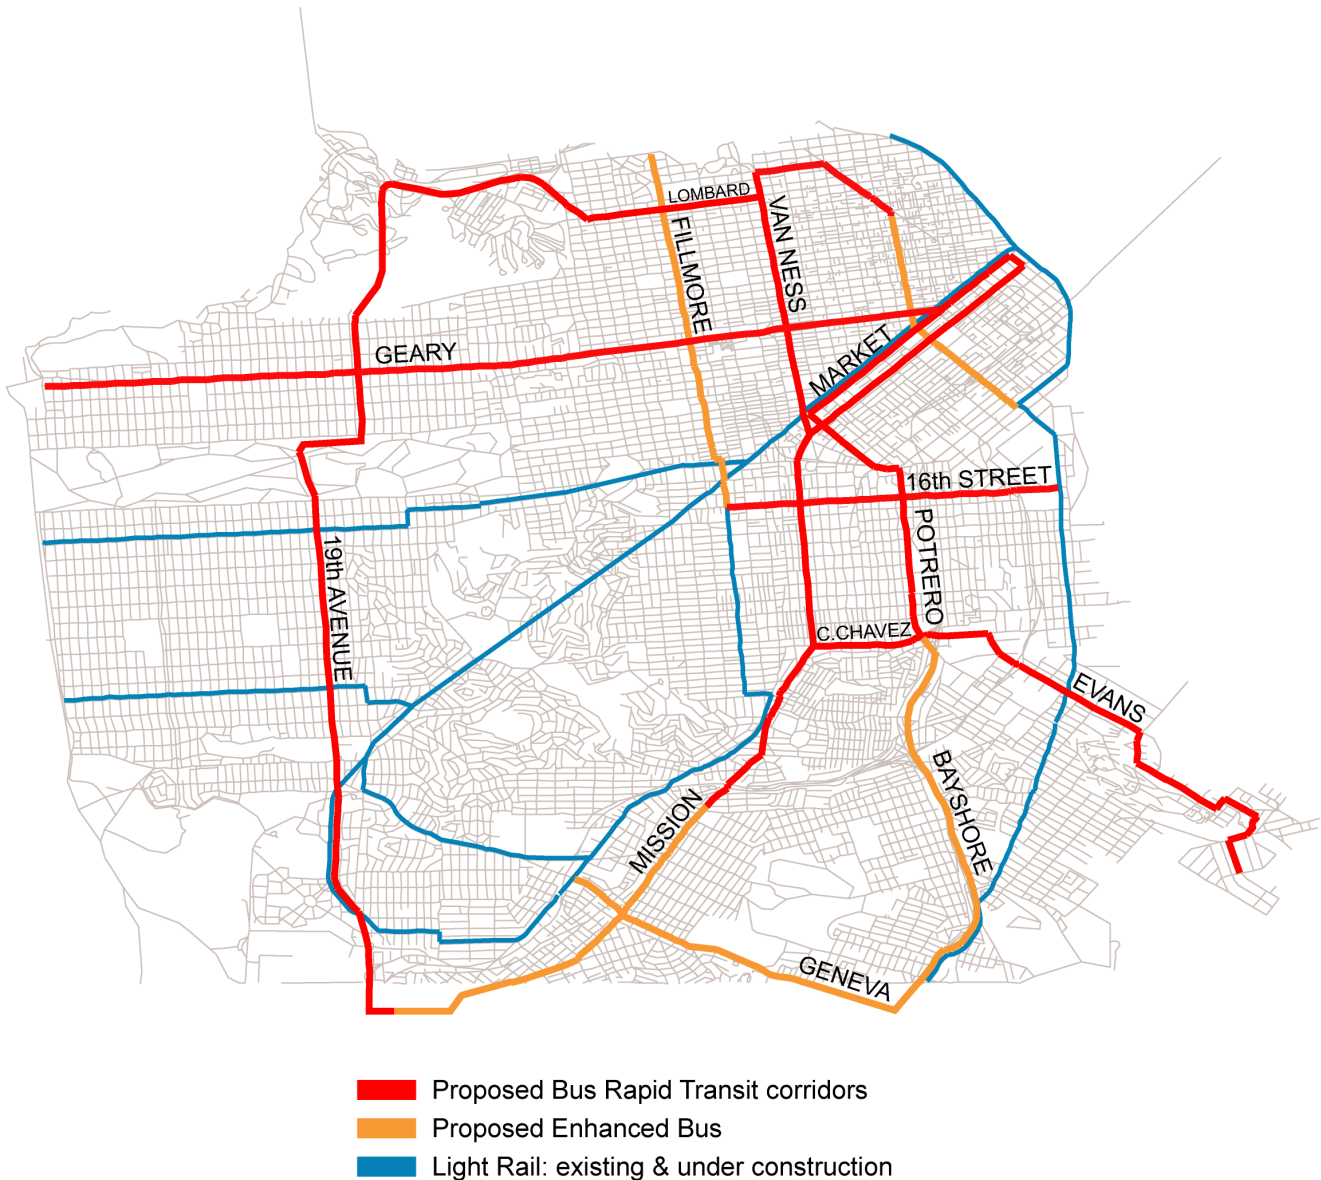 LOMBARD
VAN NESS
FILLMORE
GEARY
MARKET
16th STREET
POTRERO
19th AVENUE
C.CHAVEZ
EVANS
BAYSHORE
MISSION
GENEVA
Proposed Bus Rapid Transit corridors
Proposed Enhanced Bus
Light Rail: existing & under construction